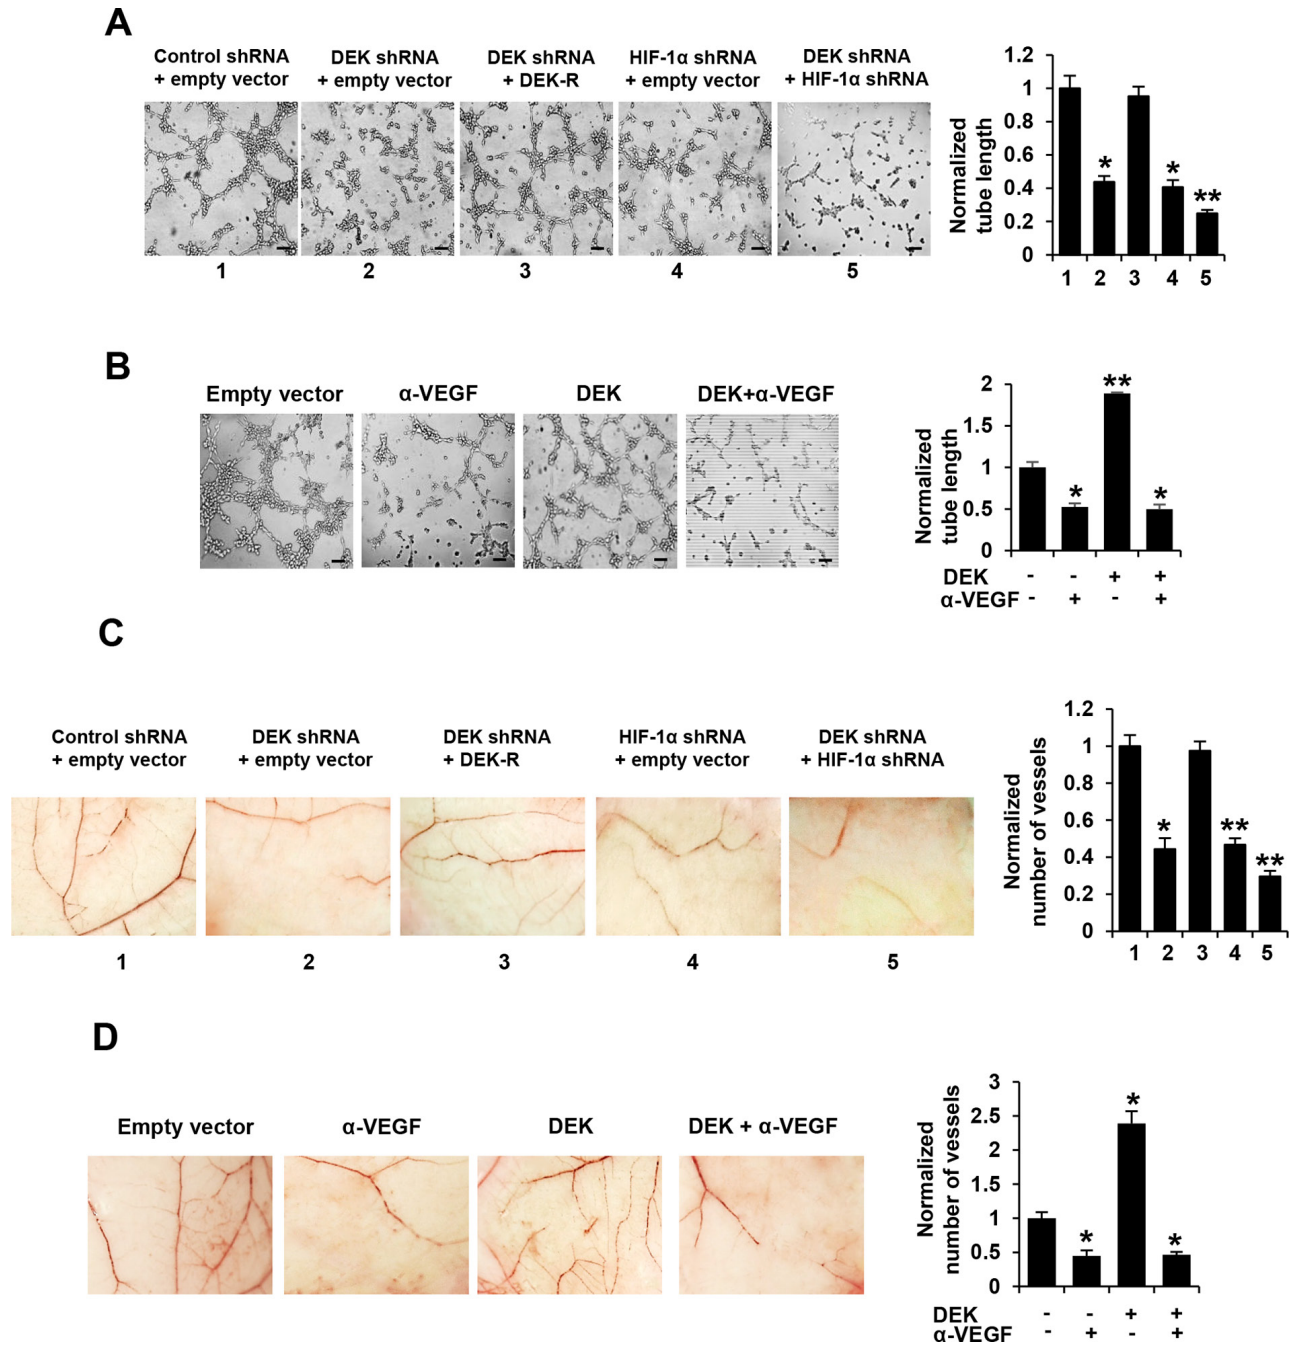 A
Control shRNA
+ empty vector
DEK shRNA
+ empty vector
DEK shRNA
+ DEK-R
HIF-1α shRNA
+ empty vector
DEK shRNA
+ HIF-1α shRNA
1
2
3
4
5
Normalized
tube length
1.2
1
0.8
0.6
0.4
0.2
0
*
*
**
1
2
3
4
5
B
Empty vector
α-VEGF
DEK
DEK+α-VEGF
Normalized
tube length
2
1.5
1
0.5
0
*
**
*
DEK - - + +
α-VEGF - + - +
C
Control shRNA
+ empty vector
DEK shRNA
+ empty vector
DEK shRNA
+ DEK-R
HIF-1α shRNA
+ empty vector
DEK shRNA
+ HIF-1α shRNA
1
2
3
4
5
Normalized
number of vessels
1.2
1
0.8
0.6
0.4
0.2
0
*
**
**
1
2
3
4
5
D
Empty vector
α-VEGF
DEK
DEK + α-VEGF
Normalized
number of vessels
3
2.5
2
1.5
1
0.5
0
*
*
*
DEK - - + +
α-VEGF - + - +